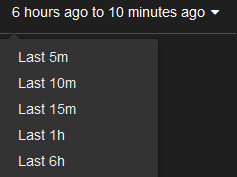 6 hours ago to 10 minutes ago
Last 5m
Last 10m
Last 15m
Last 1h
Last 6h